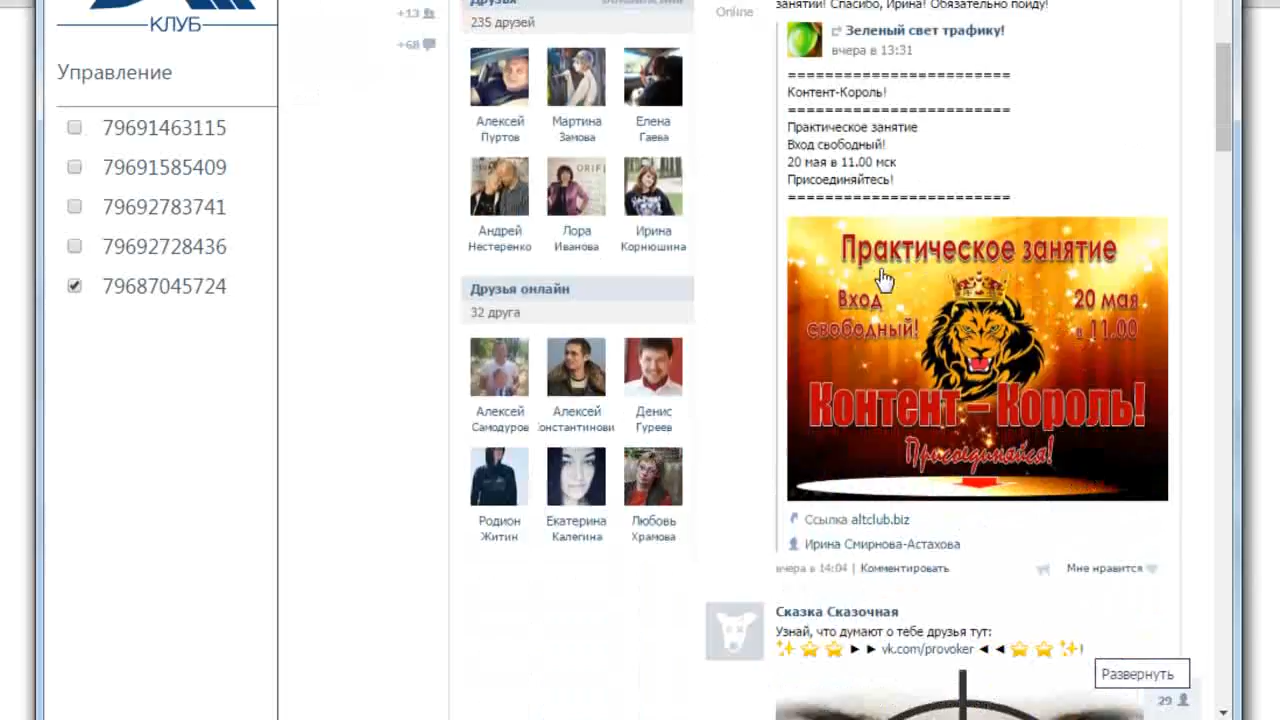 КЛУБ
Управление
79691463115
79691585409
79692783741
79692728436
79687045724
+13
+68
Друзья
235 друзей
Алексей Пуртов
Мартина Замова
Елена Гаева
Андрей Нестеренко
Лора Иванова
Ирина Корнюшина
Друзья онлайн
32 друга
Алексей Самодуров
Алексей Константинови
Денис Гуреев
Родион Житин
Екатерина Калегина
Любовь Храмова
Online
занятии! Спасибо, Ирина! Обязательно пойду!
Зеленый свет трафику!
вчера в 13:31
=======================
Контент-Король!
=======================
Практическое занятие
Вход свободный!
20 мая в 11.00 мск
Присоединяйтесь!
=======================
Практическое занятие
Вход свободный!
20 мая в 11.00
Контент – Король!
Присоединяйся!
Ссылка altclub.biz
Ирина Смирнова-Астахова
вчера в 14:04 | Комментировать
Мне нравится
Сказка Сказочная
Узнай, что думают о тебе друзья тут:
✨⭐⭐►►vk.com/provoker◄◄⭐⭐✨!
Развернуть
29